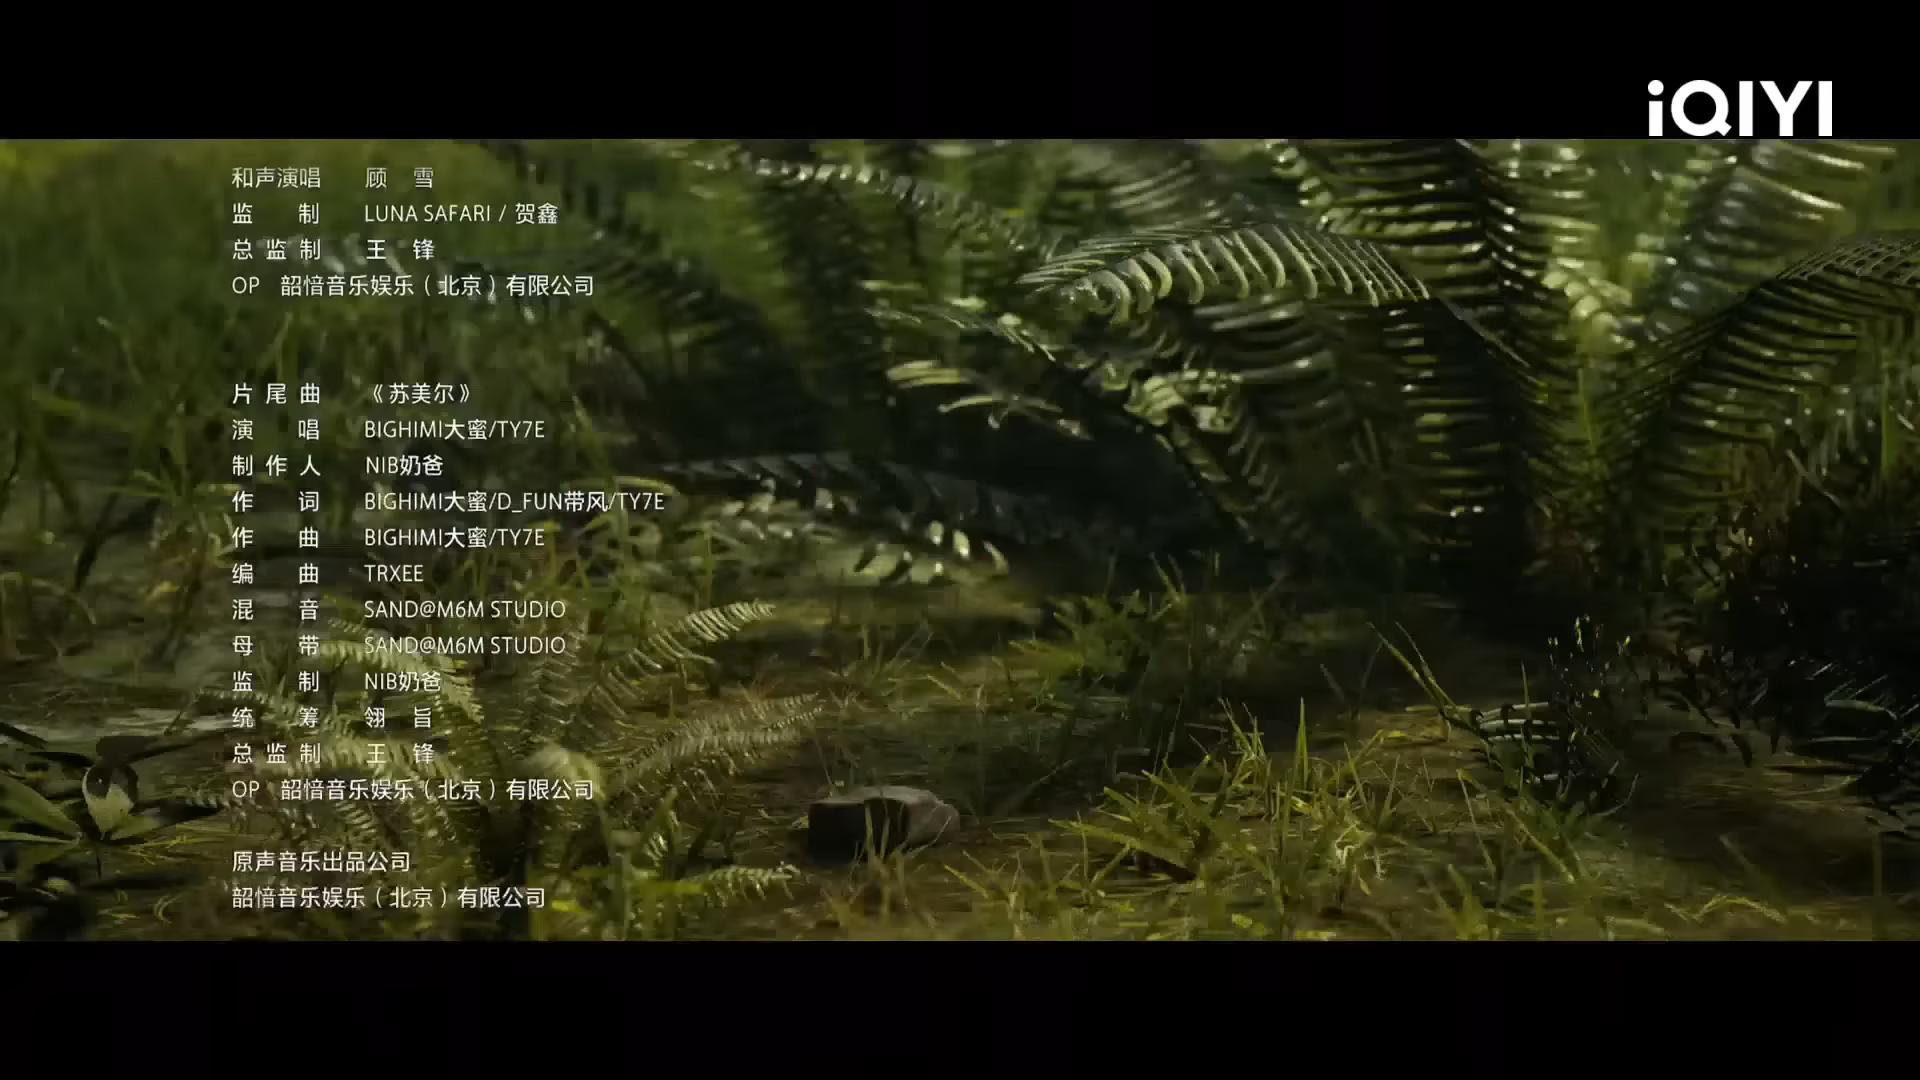 iQIYI
和声演唱 顾雪
监制 LUNA SAFARI / 贺鑫
总监制 王锋
OP 韶愔音乐娱乐（北京）有限公司
片尾曲 《苏美尔》
演唱 BIGHIMI大蜜/TY7E
制作人 NIB奶爸
作词 BIGHIMI大蜜/D_FUN带风/TY7E
作曲 BIGHIMI大蜜/TY7E
编曲 TRXEE
混音 SAND@M6M STUDIO
母带 SAND@M6M STUDIO
监制 NIB奶爸
统筹 翎旨
总监制 王锋
OP 韶愔音乐娱乐（北京）有限公司
原声音乐出品公司
韶愔音乐娱乐（北京）有限公司